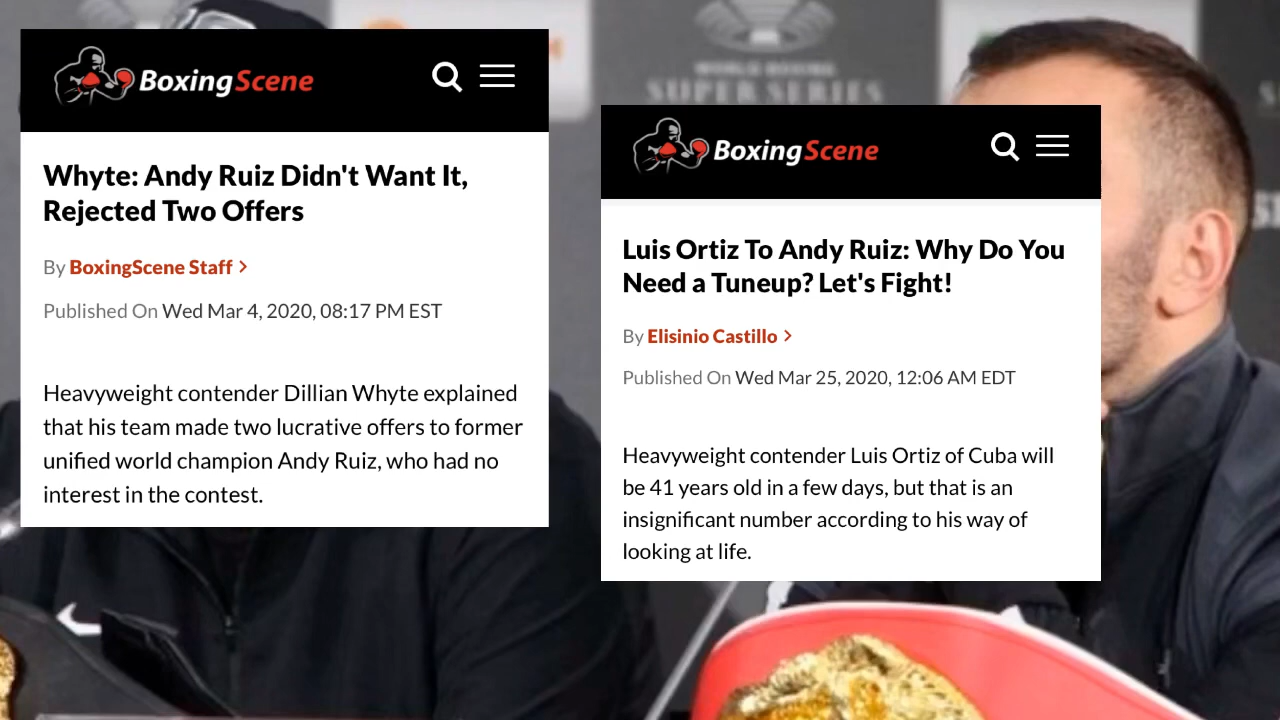 BoxingScene
Whyte: Andy Ruiz Didn't Want It,
Rejected Two Offers
By BoxingScene Staff >
Published On Wed Mar 4, 2020, 08:17 PM EST
Heavyweight contender Dillian Whyte explained
that his team made two lucrative offers to former
unified world champion Andy Ruiz, who had no
interest in the contest.
WORLD BOXING
SUPER SERIES
BoxingScene
Luis Ortiz To Andy Ruiz: Why Do You
Need a Tuneup? Let's Fight!
By Elisinio Castillo >
Published On Wed Mar 25, 2020, 12:06 AM EDT
Heavyweight contender Luis Ortiz of Cuba will
be 41 years old in a few days, but that is an
insignificant number according to his way of
looking at life.